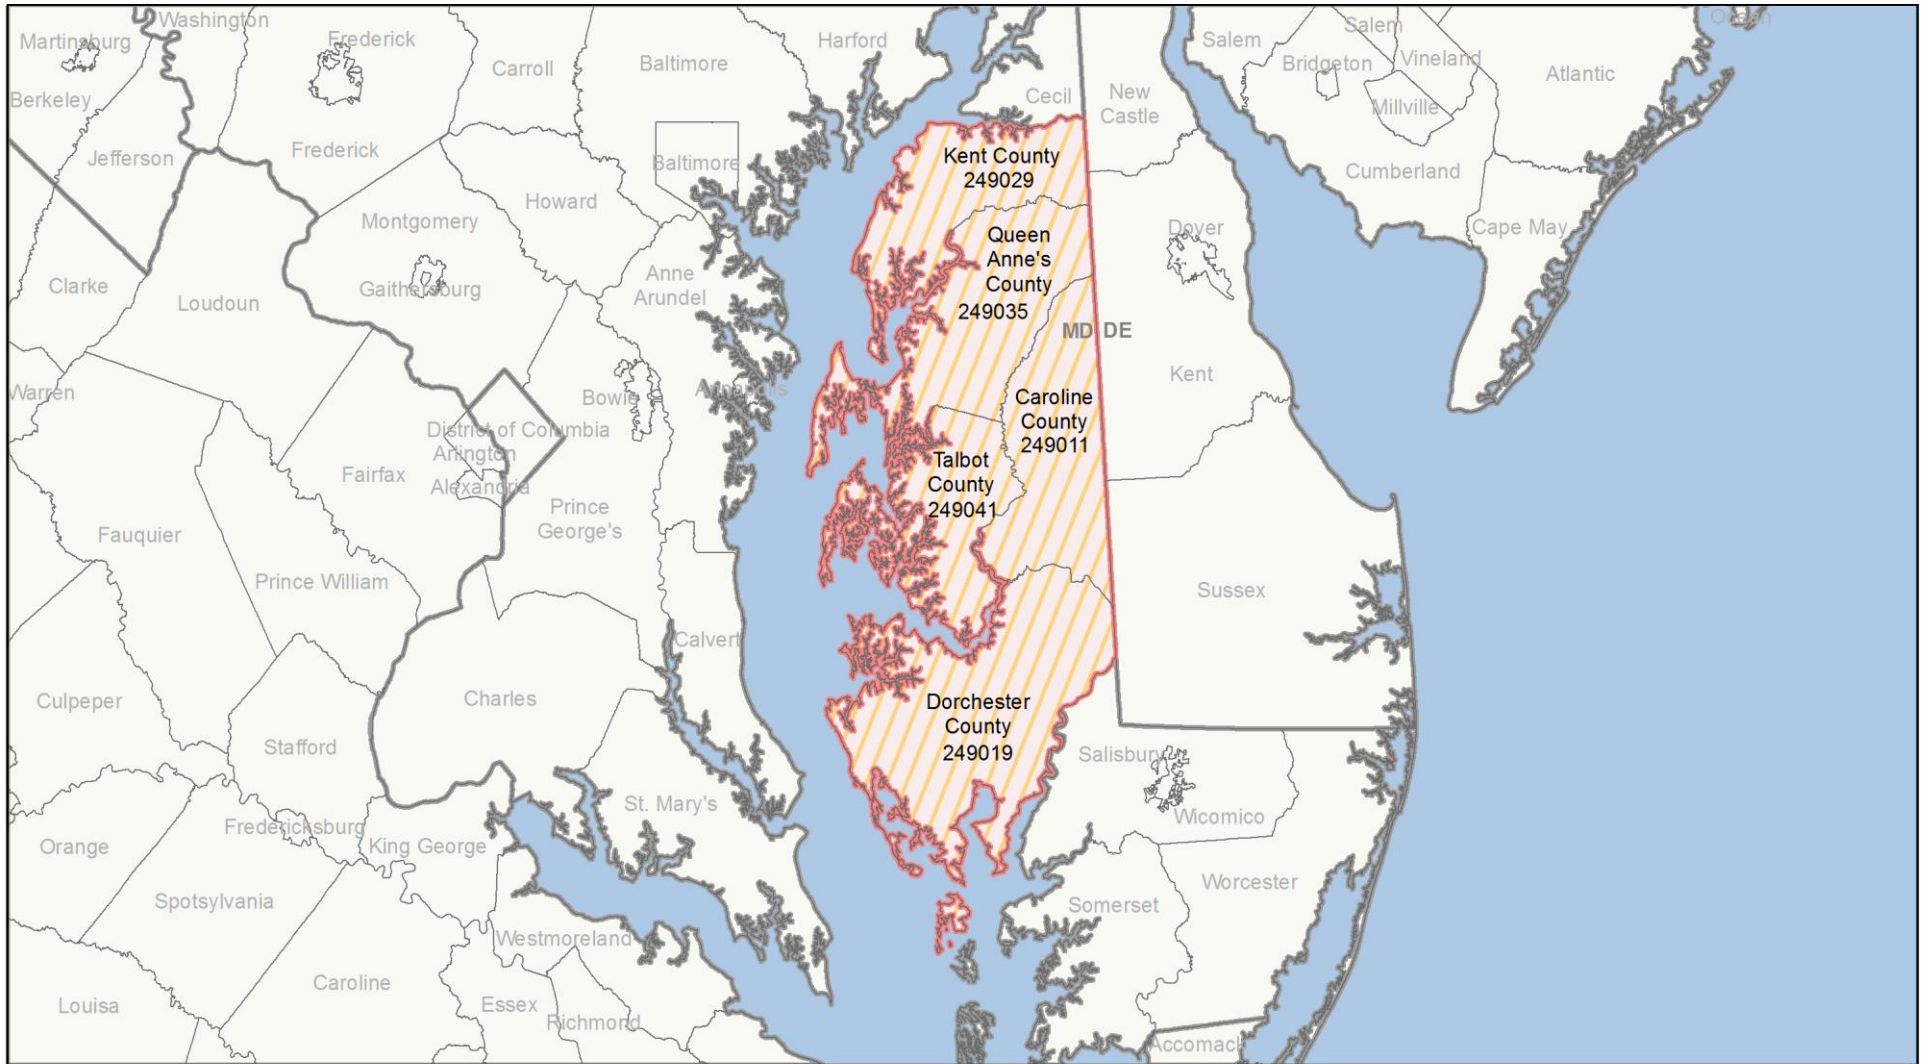 Washington
Martinsburg
Frederick
Carroll
Baltimore
Harford
Salem
Salem
Ocean
Berkeley
Cecil
New
Castle
Bridgeton
Vineland
Atlantic
Millville
Jefferson
Frederick
Baltimore
Kent County
249029
Cumberland
Howard
Montgomery
Queen
Anne's
County
249035
Dover
Cape May
Clarke
Loudoun
Gaithersburg
Anne
Arundel
MD
DE
Warren
Bowie
Annapolis
Kent
Caroline
County
249011
District of Columbia
Arlington
Alexandria
Fairfax
Talbot
County
249041
Prince
George's
Fauquier
Prince William
Sussex
Calvert
Culpeper
Charles
Dorchester
County
249019
Stafford
Salisbury
St. Mary's
Wicomico
Fredericksburg
King George
Orange
Spotsylvania
Worcester
Somerset
Westmoreland
Caroline
Louisa
Essex
Richmond
Accomack